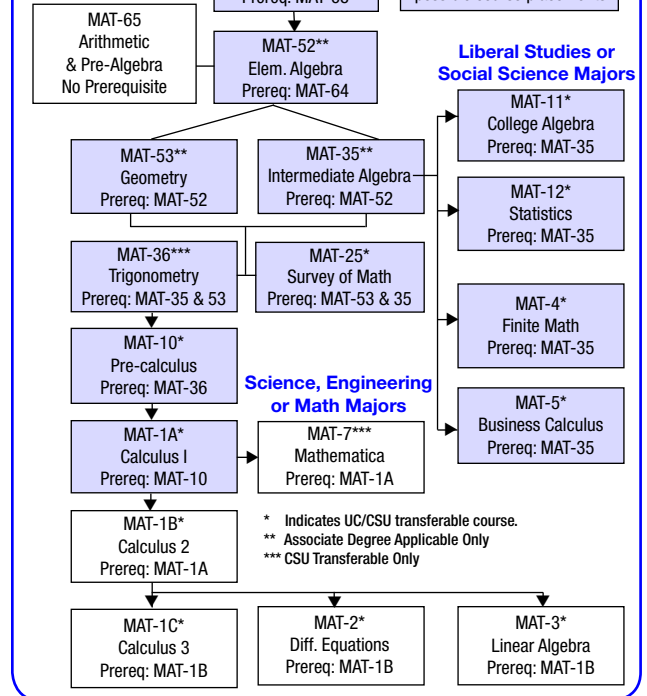 MAT-65
Arithmetic
& Pre-Algebra
No Prerequisite
MAT-52**
Elem. Algebra
Prereq: MAT-64
Liberal Studies or
Social Science Majors
MAT-11*
College Algebra
Prereq: MAT-35
MAT-53**
Geometry
Prereq: MAT-52
MAT-35**
Intermediate Algebra
Prereq: MAT-52
MAT-12*
Statistics
Prereq: MAT-35
MAT-36***
Trigonometry
Prereq: MAT-35 & 53
MAT-25*
Survey of Math
Prereq: MAT-53 & 35
MAT-4*
Finite Math
Prereq: MAT-35
MAT-10*
Pre-calculus
Prereq: MAT-36
Science, Engineering
or Math Majors
MAT-5*
Business Calculus
Prereq: MAT-35
MAT-1A*
Calculus I
Prereq: MAT-10
MAT-7***
Mathematica
Prereq: MAT-1A
MAT-1B*
Calculus 2
Prereq: MAT-1A
* Indicates UC/CSU transferable course.
** Associate Degree Applicable Only
*** CSU Transferable Only
MAT-1C*
Calculus 3
Prereq: MAT-1B
MAT-2*
Diff. Equations
Prereq: MAT-1B
MAT-3*
Linear Algebra
Prereq: MAT-1B